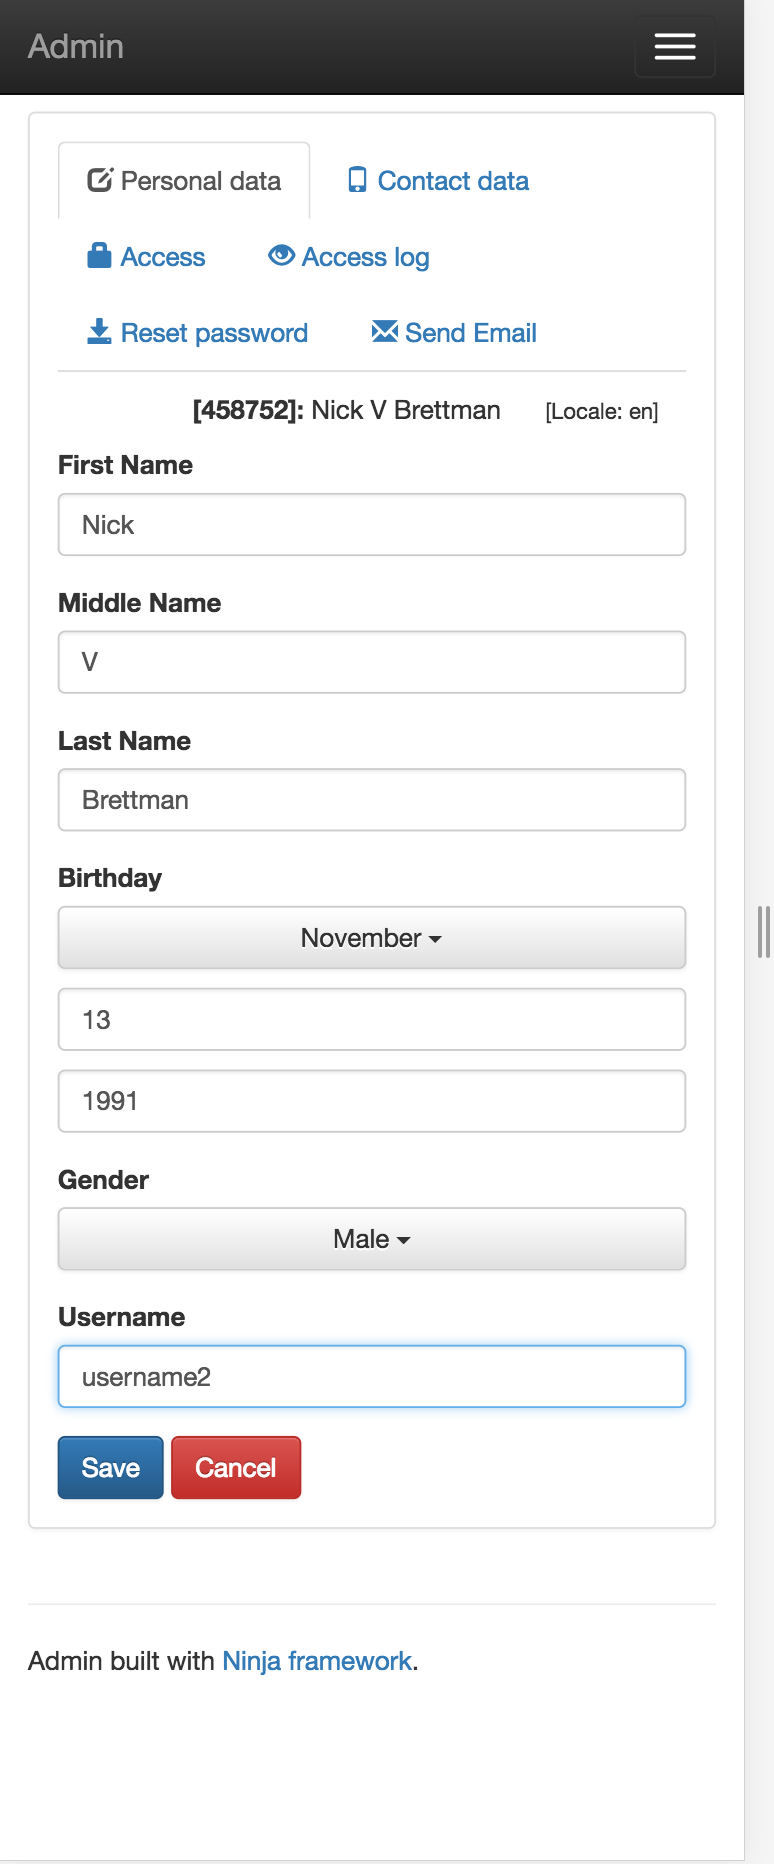 Admin
Personal data Contact data
Access Access log
Reset password Send Email
[458752]: Nick V Brettman [Locale: en]
First Name
Nick
Middle Name
V
Last Name
Brettman
Birthday
November
13
1991
Gender
Male
Username
username2
Save Cancel
Admin built with Ninja framework.